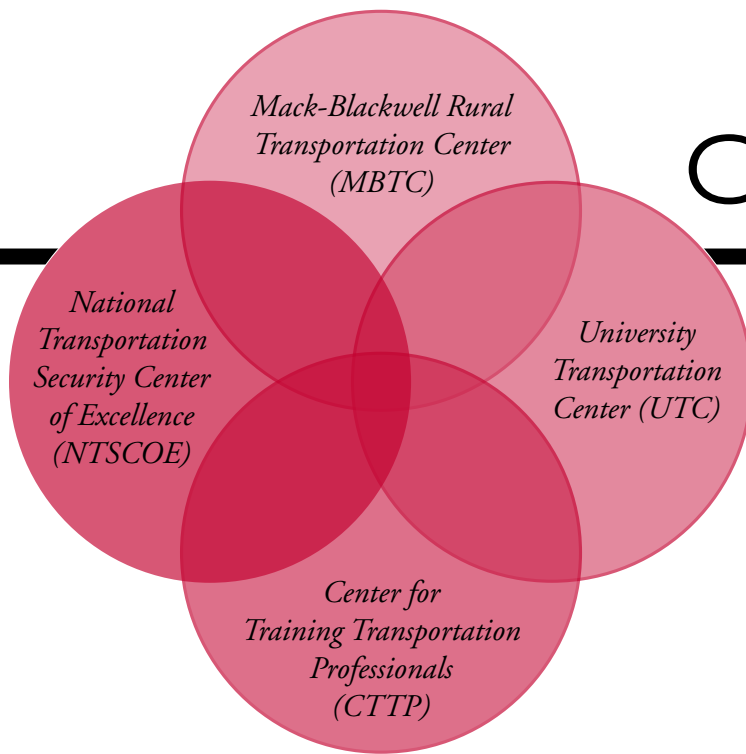 Mack-Blackwell Rural
Transportation Center
(MBTC)
National
Transportation
Security Center
of Excellence
(NTSCOE)
University
Transportation
Center (UTC)
Center for
Training Transportation
Professionals
(CTTP)